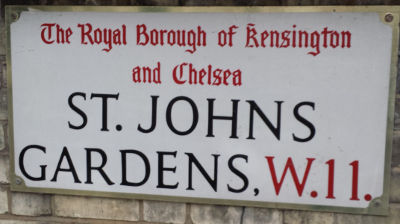 The Royal Borough of Kensington
and Chelsea
ST. JOHNS
GARDENS, W.11.